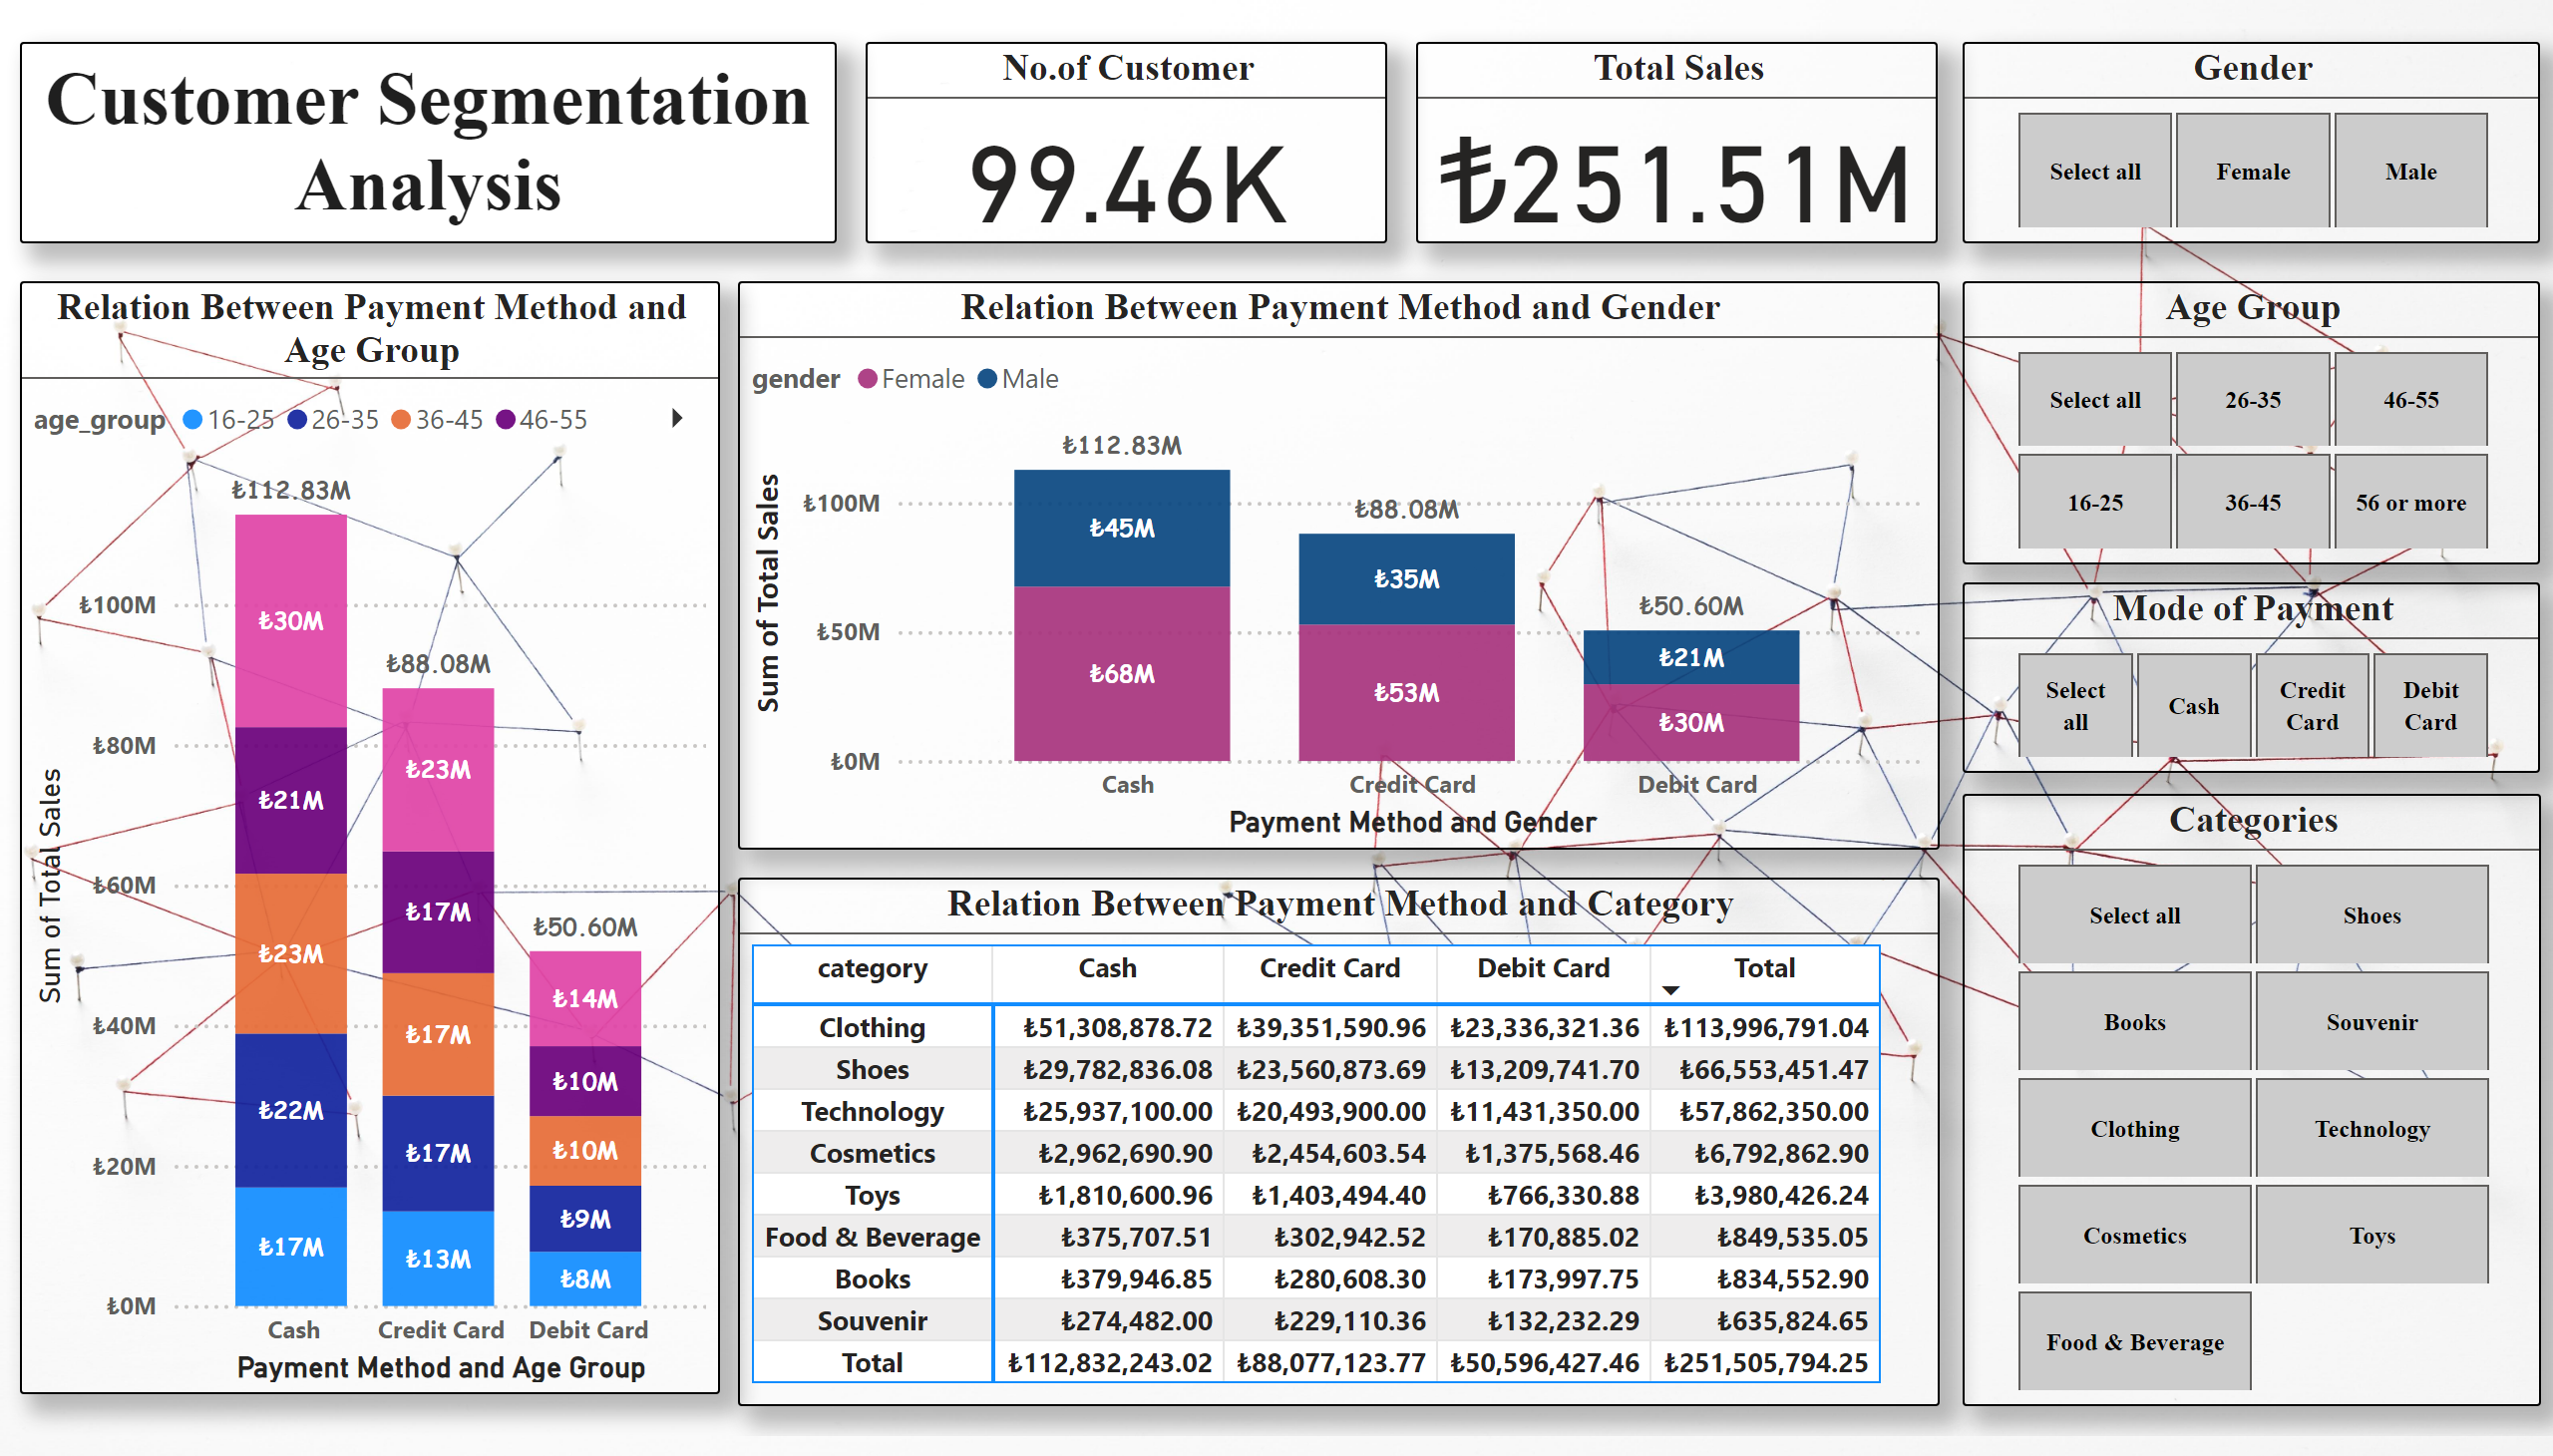 Customer Segmentation
Analysis
No.of Customer
99.46K
Total Sales
₺251.51M
Gender
Select all
Female
Male
Relation Between Payment Method and
Age Group
age_group 16-25 26-35 36-45 46-55
Sum of Total Sales
₺100M
₺80M
₺60M
₺40M
₺20M
₺0M
₺112.83M
₺30M
₺21M
₺23M
₺22M
₺17M
₺88.08M
₺23M
₺17M
₺17M
₺17M
₺13M
₺50.60M
₺14M
₺10M
₺10M
₺9M
₺8M
Cash Credit Card Debit Card
Payment Method and Age Group
Relation Between Payment Method and Gender
gender Female Male
Sum of Total Sales
₺100M
₺50M
₺0M
₺112.83M
₺45M
₺68M
₺88.08M
₺35M
₺53M
₺50.60M
₺21M
₺30M
Cash Credit Card Debit Card
Payment Method and Gender
Relation Between Payment Method and Category
category Cash Credit Card Debit Card Total
Clothing ₺51,308,878.72 ₺39,351,590.96 ₺23,336,321.36 ₺113,996,791.04
Shoes ₺29,782,836.08 ₺23,560,873.69 ₺13,209,741.70 ₺66,553,451.47
Technology ₺25,937,100.00 ₺20,493,900.00 ₺11,431,350.00 ₺57,862,350.00
Cosmetics ₺2,962,690.90 ₺2,454,603.54 ₺1,375,568.46 ₺6,792,862.90
Toys ₺1,810,600.96 ₺1,403,494.40 ₺766,330.88 ₺3,980,426.24
Food & Beverage ₺375,707.51 ₺302,942.52 ₺170,885.02 ₺849,535.05
Books ₺379,946.85 ₺280,608.30 ₺173,997.75 ₺834,552.90
Souvenir ₺274,482.00 ₺229,110.36 ₺132,232.29 ₺635,824.65
Total ₺112,832,243.02 ₺88,077,123.77 ₺50,596,427.46 ₺251,505,794.25
Age Group
Select all 26-35 46-55
16-25 36-45 56 or more
Mode of Payment
Select
all
Cash
Credit
Card
Debit
Card
Categories
Select all Shoes
Books Souvenir
Clothing Technology
Cosmetics Toys
Food & Beverage